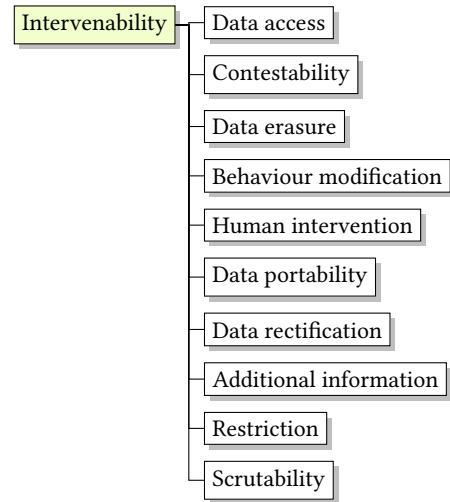 Intervenability
Data access
Contestability
Data erasure
Behaviour modification
Human intervention
Data portability
Data rectification
Additional information
Restriction
Scrutability